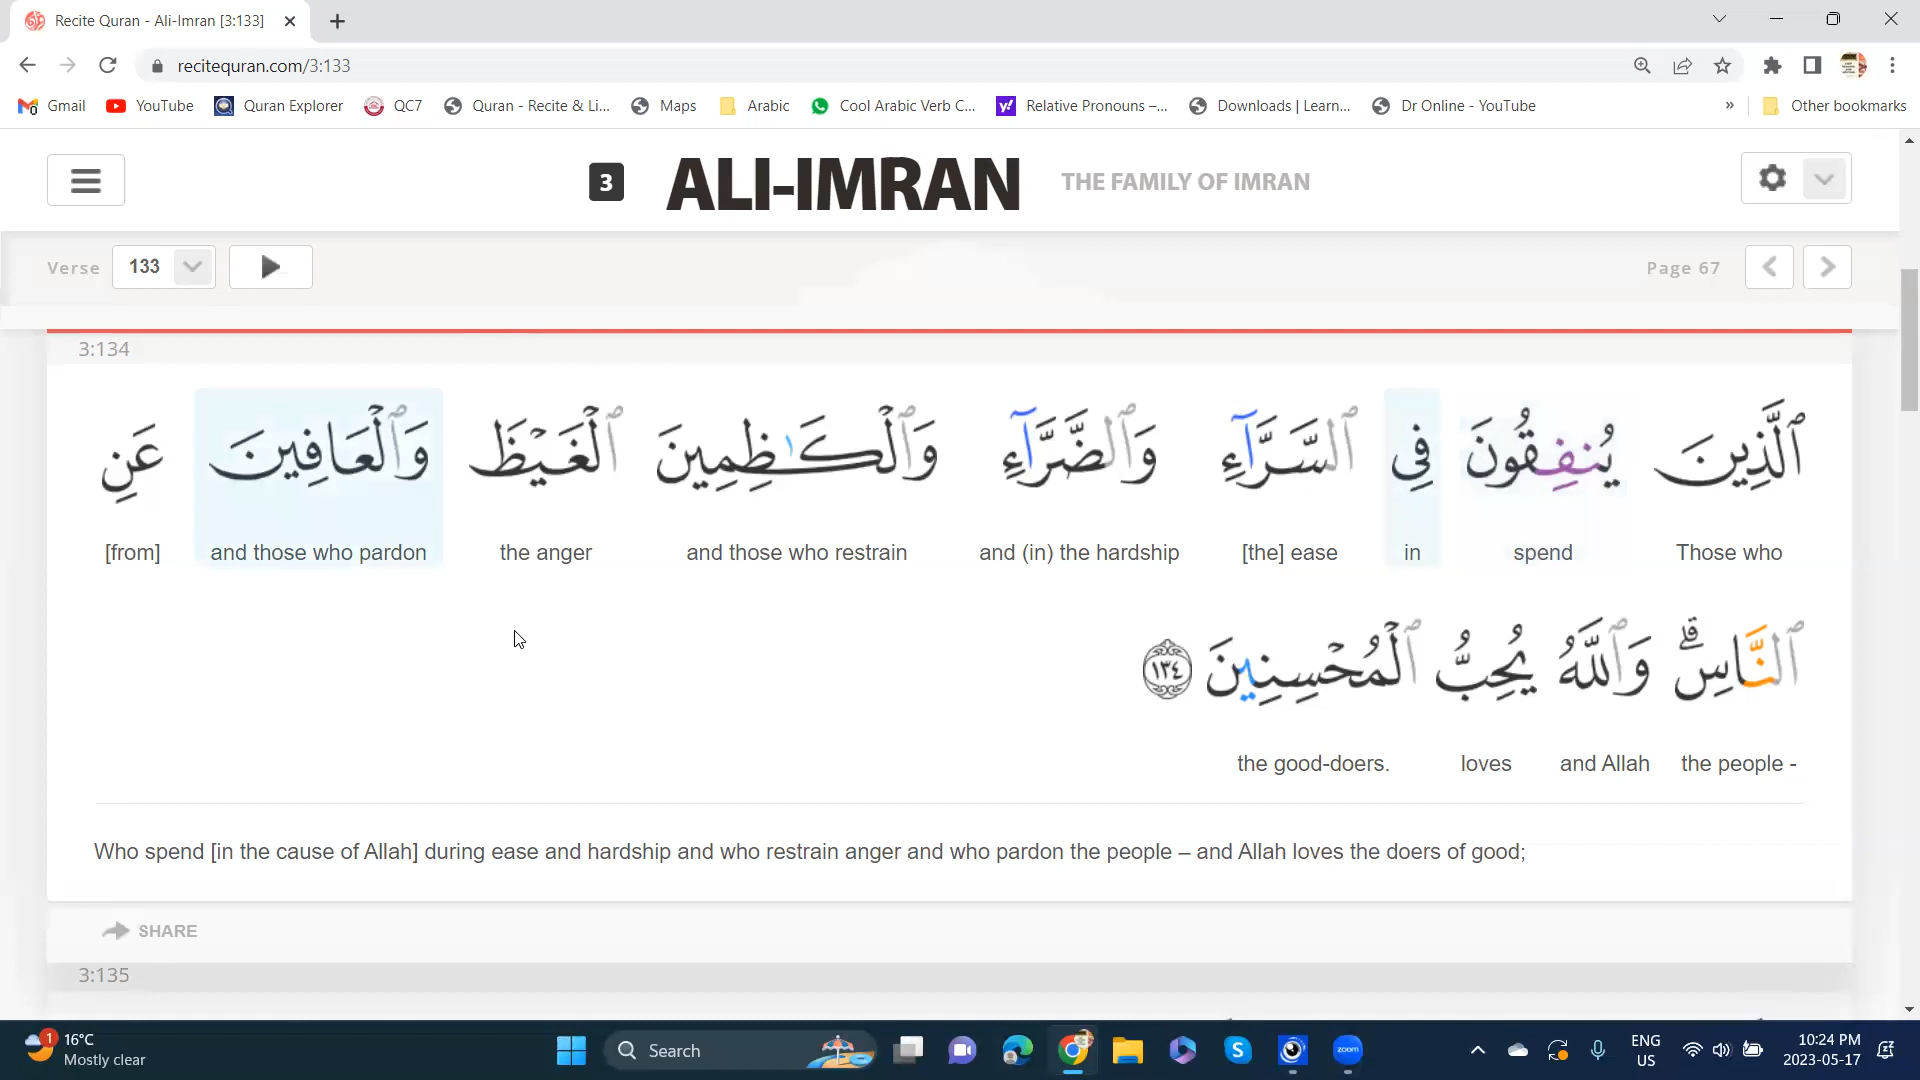 Recite Quran - Ali-Imran [3:133]
recitequran.com/3:133
Gmail YouTube Quran Explorer QC7 Quran - Recite & Li... Maps Arabic Cool Arabic Verb C... Relative Pronouns –... Downloads | Learn... Dr Online - YouTube » Other bookmarks
3 ALI-IMRAN THE FAMILY OF IMRAN
Verse 133 Page 67
3:134
ٱلَّذِينَ يُنفِقُونَ فِى ٱلسَّرَّآءِ وَٱلضَّرَّآءِ وَٱلْكَـٰظِمِينَ ٱلْغَيْظَ وَٱلْعَافِينَ عَنِ
[from] and those who pardon the anger and those who restrain and (in) the hardship [the] ease in spend Those who
ٱلنَّاسِ ۗ وَٱللَّهُ يُحِبُّ ٱلْمُحْسِنِينَ ١٣٤
the good-doers. loves and Allah the people -
Who spend [in the cause of Allah] during ease and hardship and who restrain anger and who pardon the people – and Allah loves the doers of good;
SHARE
3:135
1 16°C Search zoom ENG 10:24 PM
Mostly clear US 2023-05-17